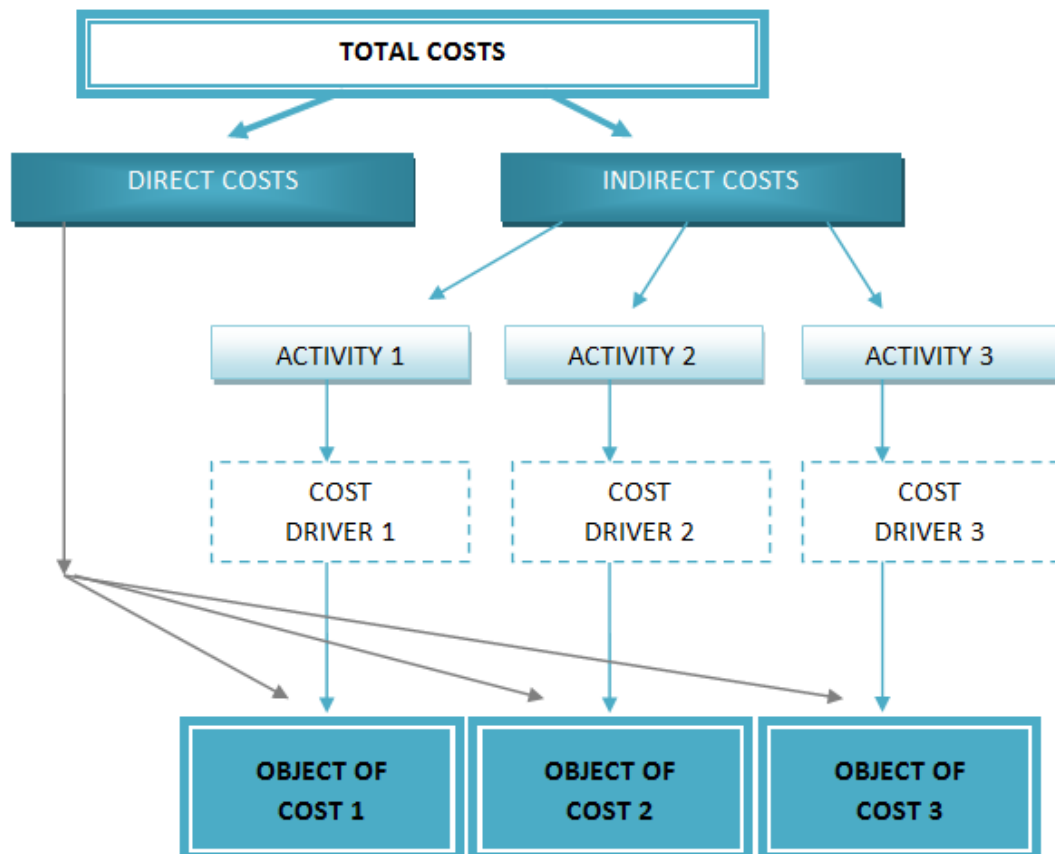 TOTAL COSTS
DIRECT COSTS
INDIRECT COSTS
ACTIVITY 1
ACTIVITY 2
ACTIVITY 3
COST
DRIVER 1
COST
DRIVER 2
COST
DRIVER 3
OBJECT OF
COST 1
OBJECT OF
COST 2
OBJECT OF
COST 3